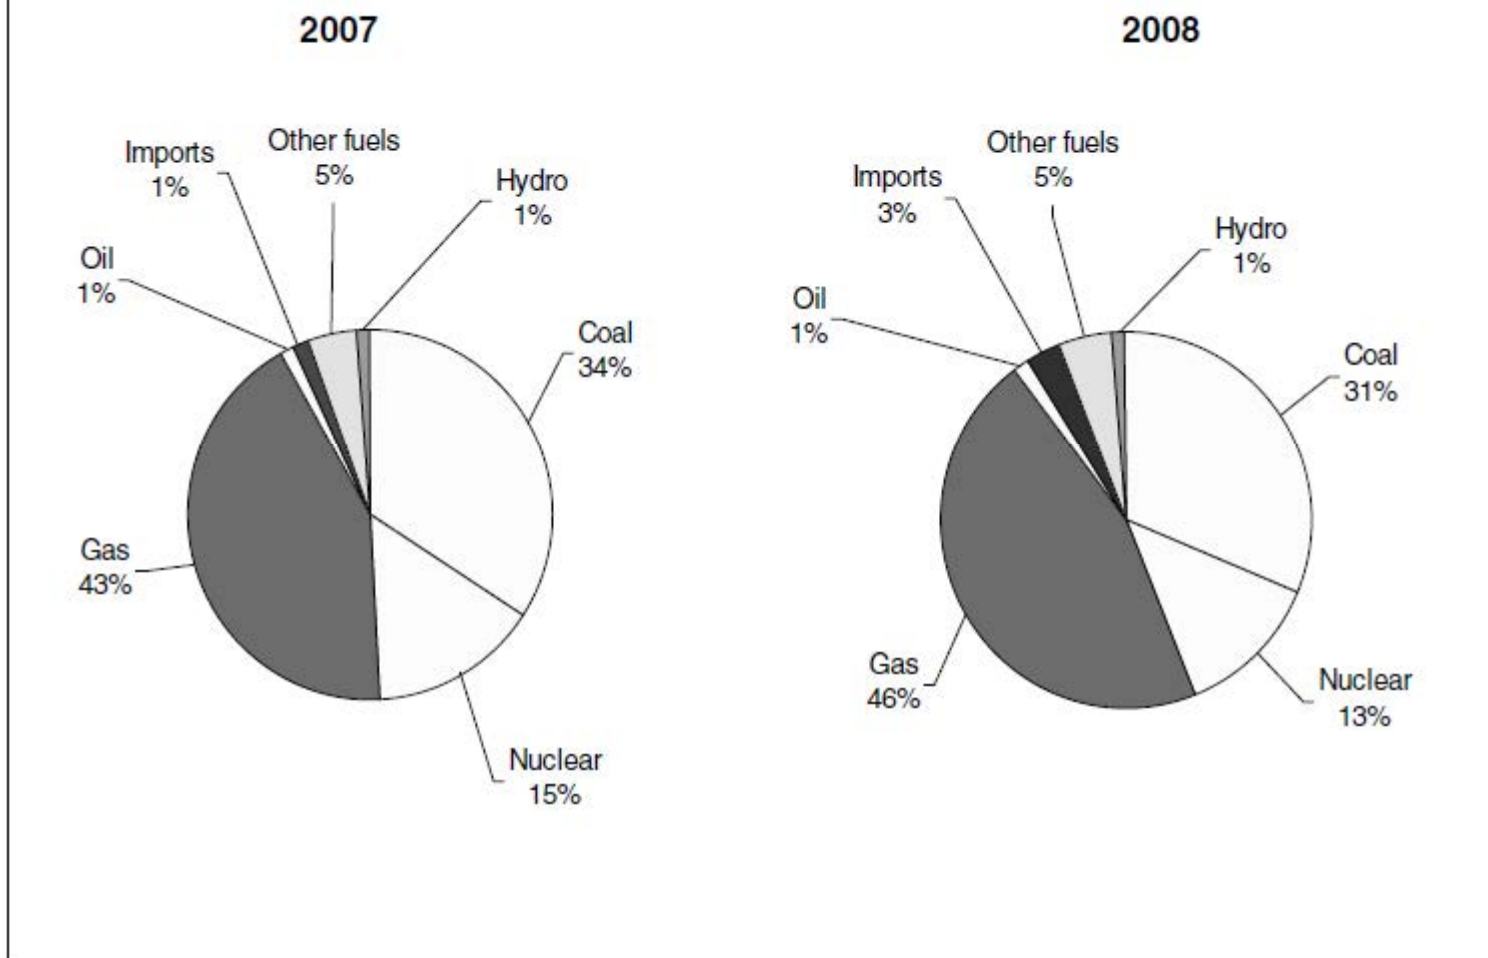 2007
Other fuels
5%
Imports
1%
Hydro
1%
Oil
1%
Coal
34%
Gas
43%
Nuclear
15%
2008
Other fuels
5%
Imports
3%
Hydro
1%
Oil
1%
Coal
31%
Gas
46%
Nuclear
13%